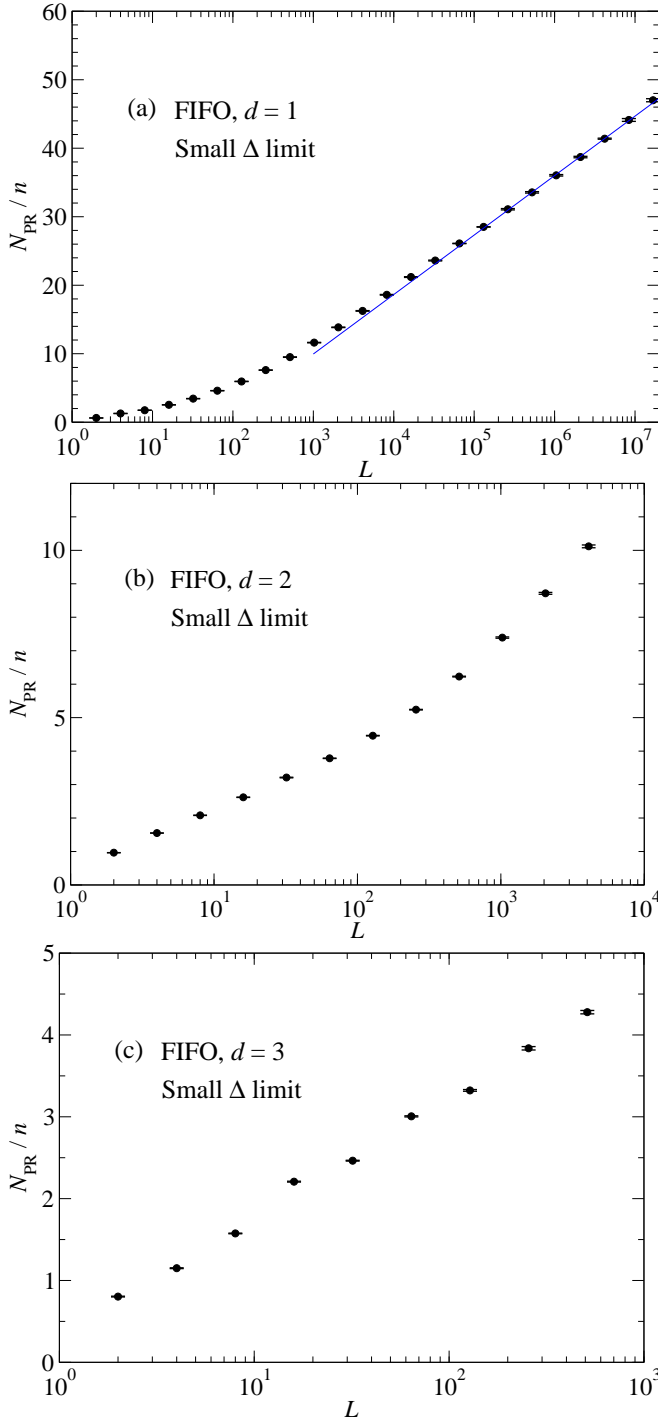 60
50
40
30
20
10
0
N_PR / n
(a) FIFO, d = 1
Small Δ limit
10^0 10^1 10^2 10^3 10^4 10^5 10^6 10^7
L
10
5
0
N_PR / n
(b) FIFO, d = 2
Small Δ limit
10^0 10^1 10^2 10^3 10^4
L
5
4
3
2
1
0
N_PR / n
(c) FIFO, d = 3
Small Δ limit
10^0 10^1 10^2 10^3
L